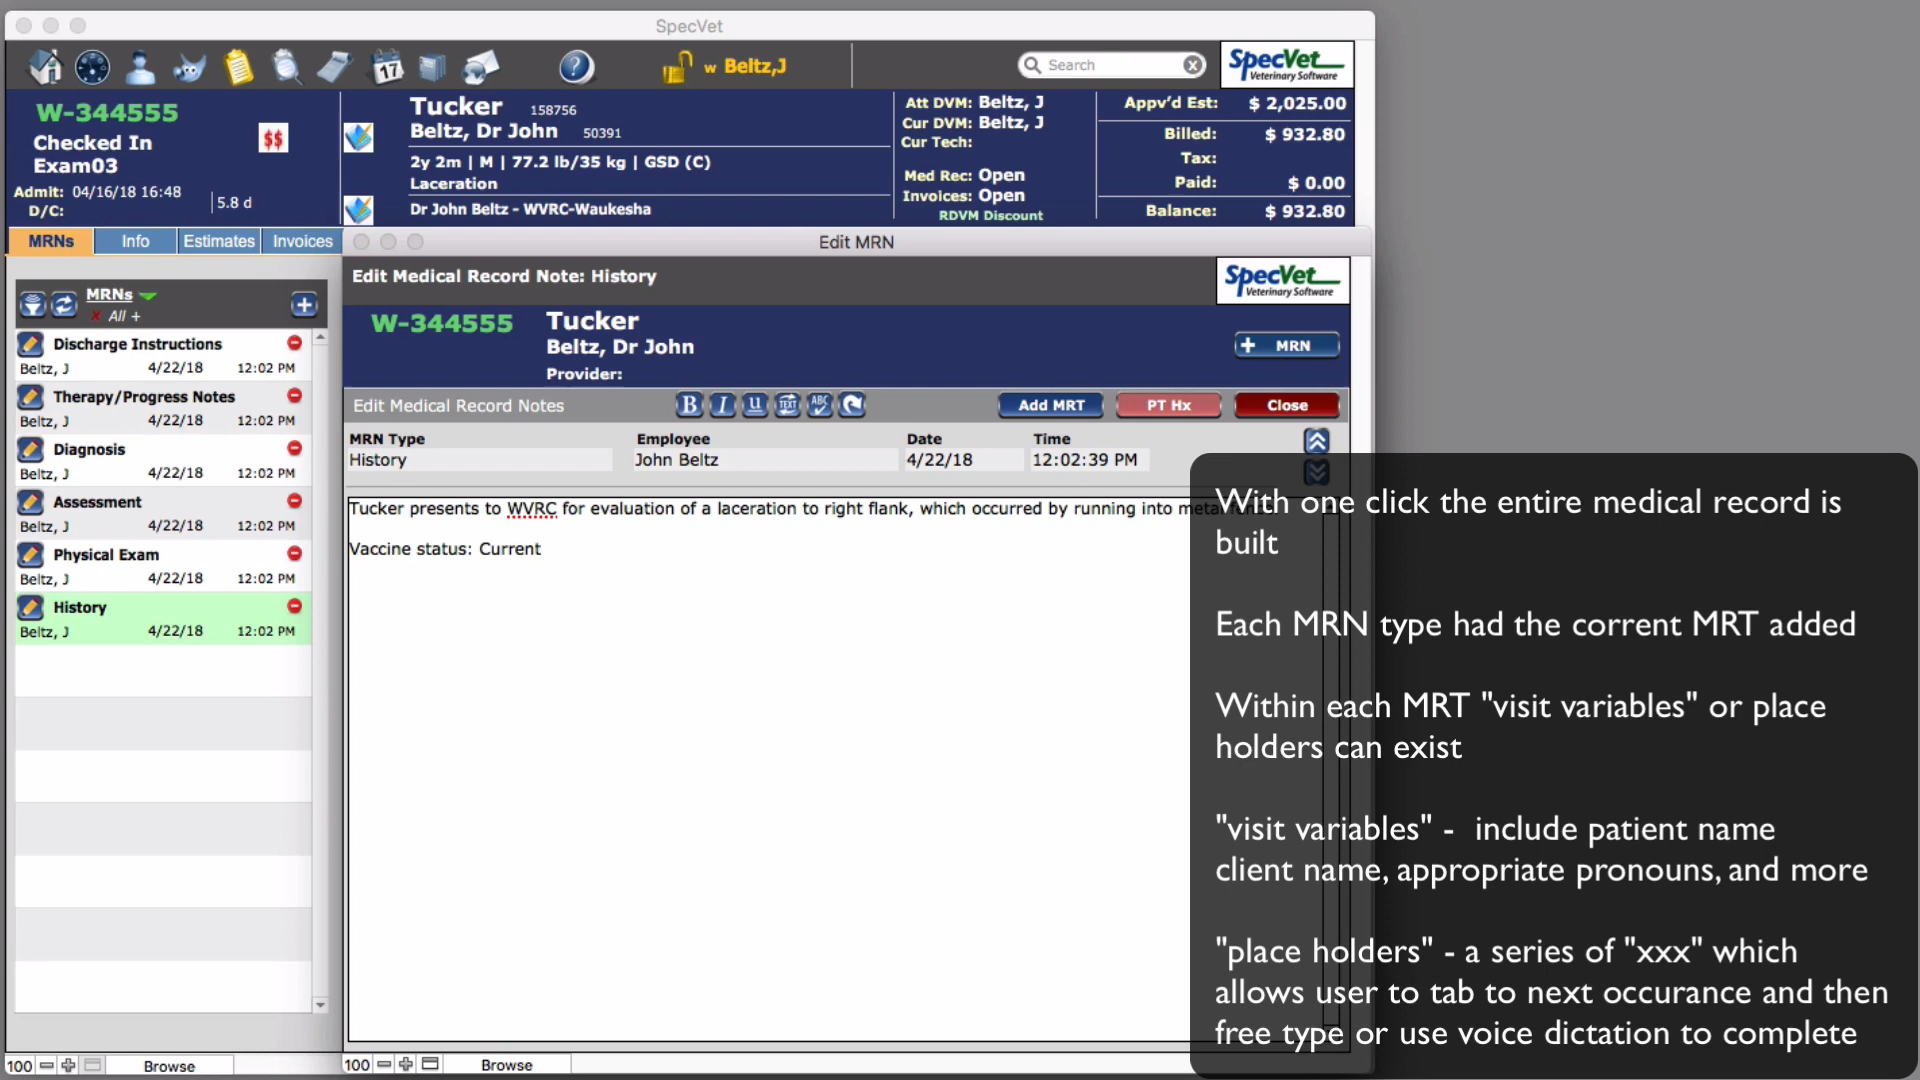 SpecVet
17
w Beltz,J
Search
SpecVet
Veterinary Software
W-344555
Checked In
Exam03
Admit: 04/16/18 16:48
D/C:
5.8 d
$$
Tucker 158756
Beltz, Dr John 50391
2y 2m | M | 77.2 lb/35 kg | GSD (C)
Laceration
Dr John Beltz - WVRC-Waukesha
Att DVM: Beltz, J
Cur DVM: Beltz, J
Cur Tech:
Med Rec: Open
Invoices: Open
RDVM Discount
Appv'd Est: $ 2,025.00
Billed: $ 932.80
Tax:
Paid: $ 0.00
Balance: $ 932.80
MRNs Info Estimates Invoices
MRNs
x All +
Discharge Instructions
Beltz, J 4/22/18 12:02 PM
Therapy/Progress Notes
Beltz, J 4/22/18 12:02 PM
Diagnosis
Beltz, J 4/22/18 12:02 PM
Assessment
Beltz, J 4/22/18 12:02 PM
Physical Exam
Beltz, J 4/22/18 12:02 PM
History
Beltz, J 4/22/18 12:02 PM
100 Browse
Edit MRN
Edit Medical Record Note: History
SpecVet
Veterinary Software
W-344555
Tucker
Beltz, Dr John
Provider:
+ MRN
Edit Medical Record Notes
B I U TEXT ABC
Add MRT PT Hx Close
MRN Type Employee Date Time
History John Beltz 4/22/18 12:02:39 PM
Tucker presents to WVRC for evaluation of a laceration to right flank, which occurred by running into metal fence
Vaccine status: Current
100 Browse
With one click the entire medical record is
built
Each MRN type had the corrent MRT added
Within each MRT "visit variables" or place
holders can exist
"visit variables" - include patient name
client name, appropriate pronouns, and more
"place holders" - a series of "xxx" which
allows user to tab to next occurance and then
free type or use voice dictation to complete